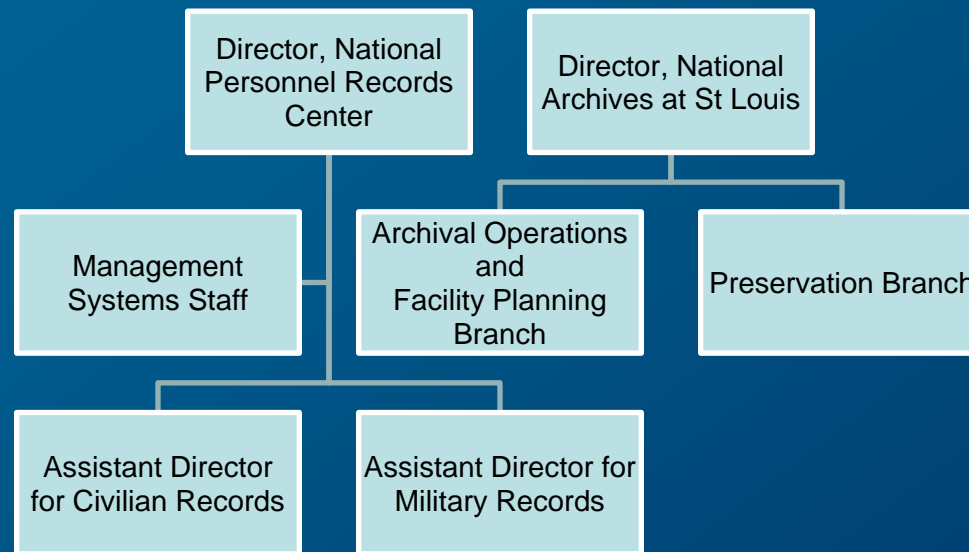 Director, National
Personnel Records
Center
Director, National
Archives at St Louis
Management
Systems Staff
Archival Operations
and
Facility Planning
Branch
Preservation Branch
Assistant Director
for Civilian Records
Assistant Director for
Military Records